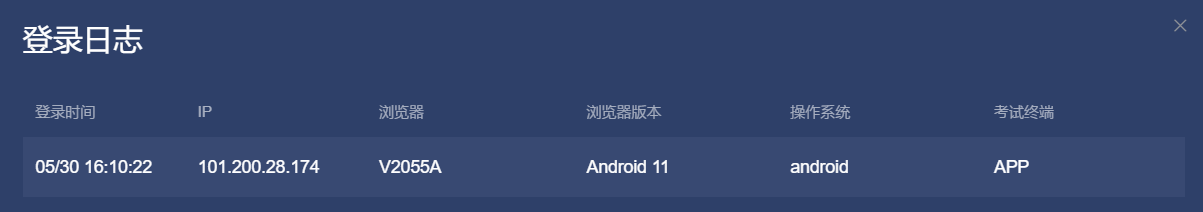 登录日志
登录时间 IP 浏览器 浏览器版本 操作系统 考试终端
05/30 16:10:22 101.200.28.174 V2055A Android 11 android APP